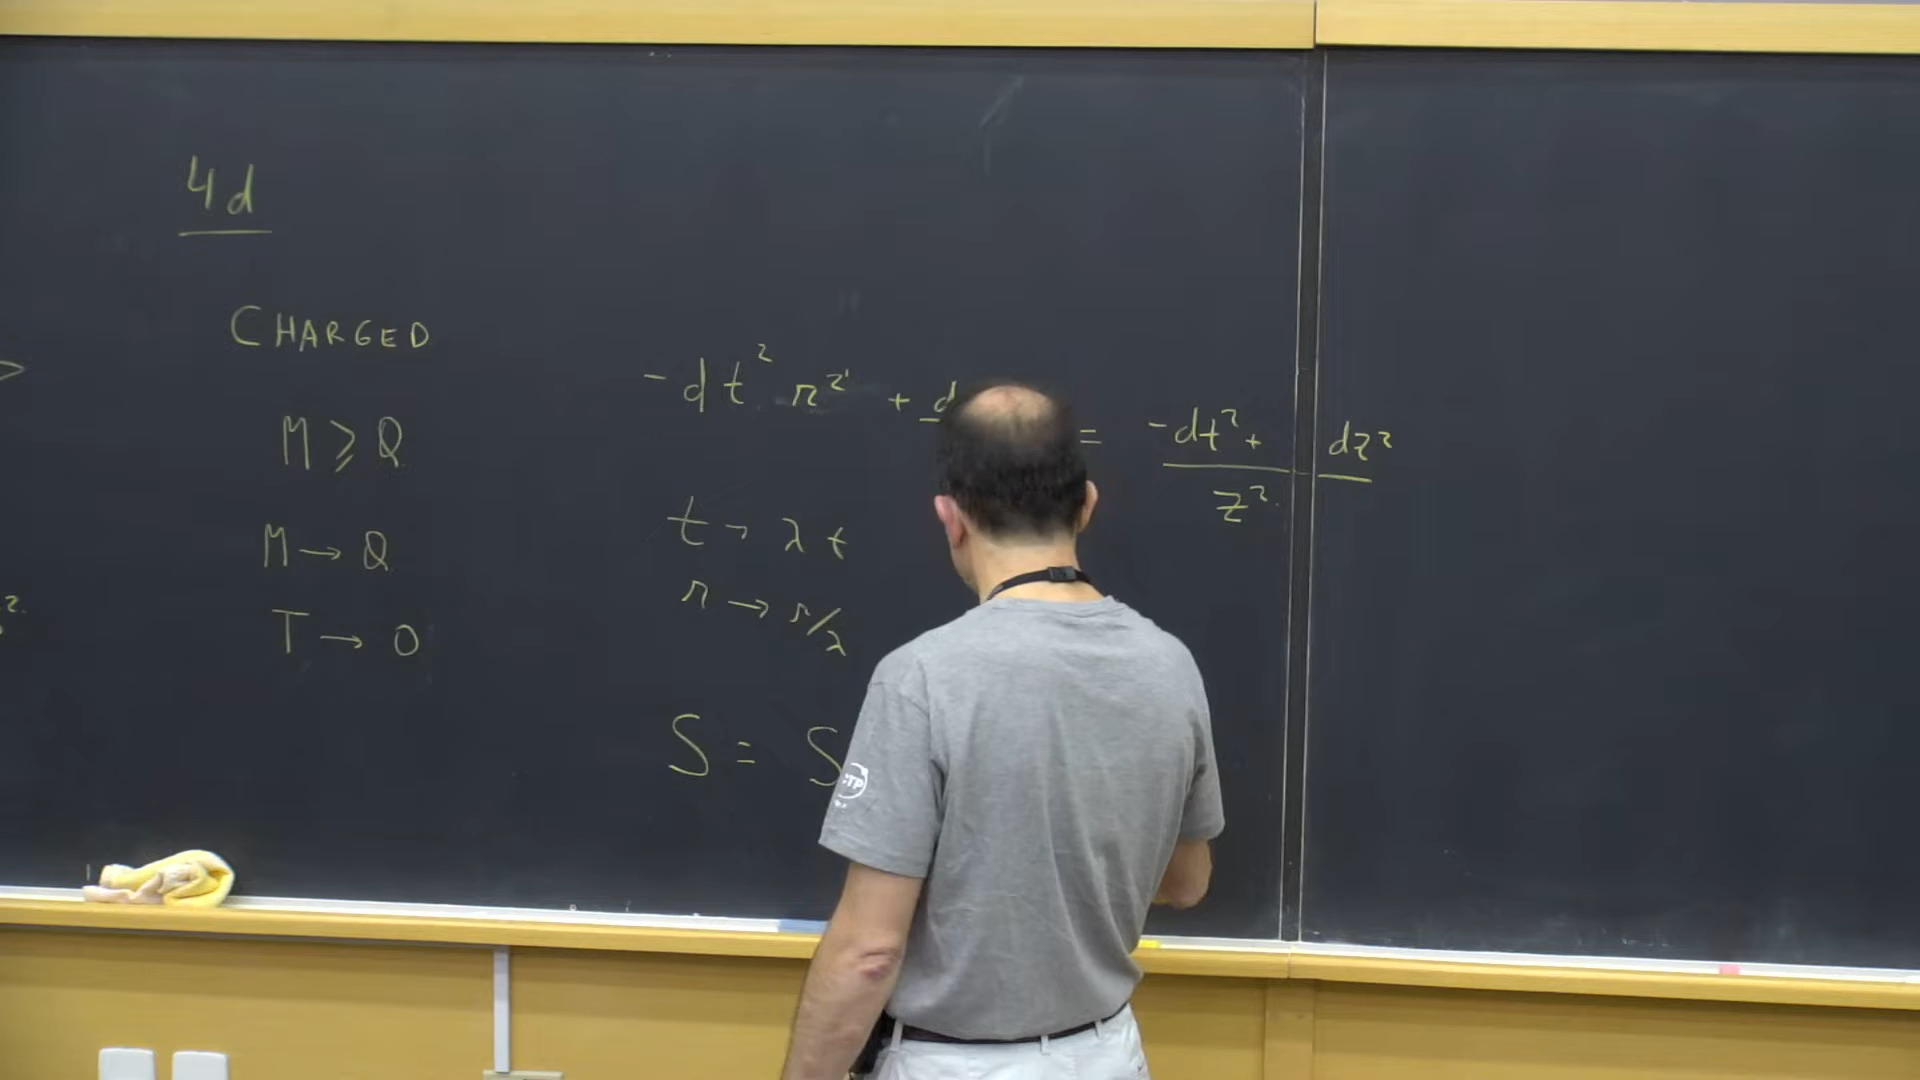 4d
CHARGED
M ⩾ Q
M → Q
T → 0
-dt² r² + d = -dt² + dz²
z²
t → λt
r → r/λ
S = S